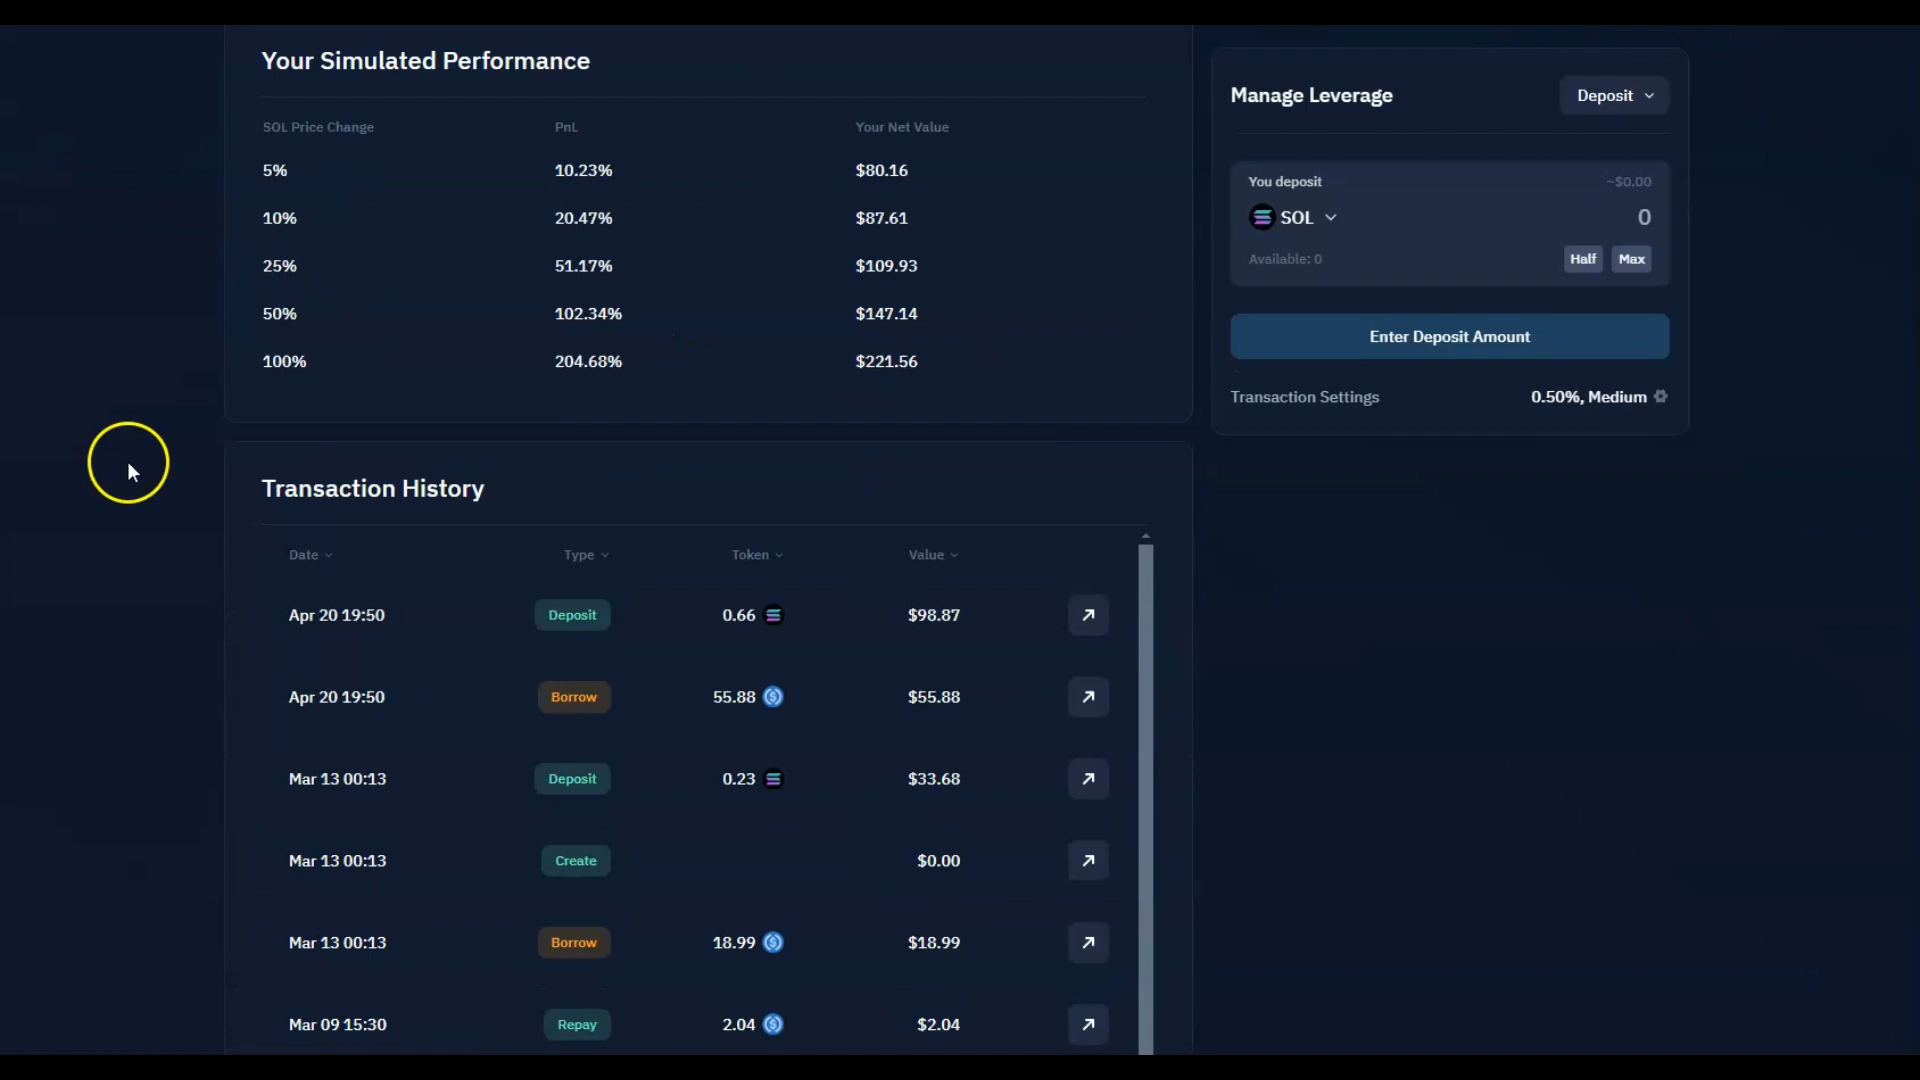 Your Simulated Performance
SOL Price Change PnL Your Net Value
5% 10.23% $80.16
10% 20.47% $87.61
25% 51.17% $109.93
50% 102.34% $147.14
100% 204.68% $221.56
Manage Leverage Deposit
You deposit ~$0.00
SOL 0
Available: 0 Half Max
Enter Deposit Amount
Transaction Settings 0.50%, Medium
Transaction History
Date Type Token Value
Apr 20 19:50 Deposit 0.66 $98.87
Apr 20 19:50 Borrow 55.88 $55.88
Mar 13 00:13 Deposit 0.23 $33.68
Mar 13 00:13 Create $0.00
Mar 13 00:13 Borrow 18.99 $18.99
Mar 09 15:30 Repay 2.04 $2.04